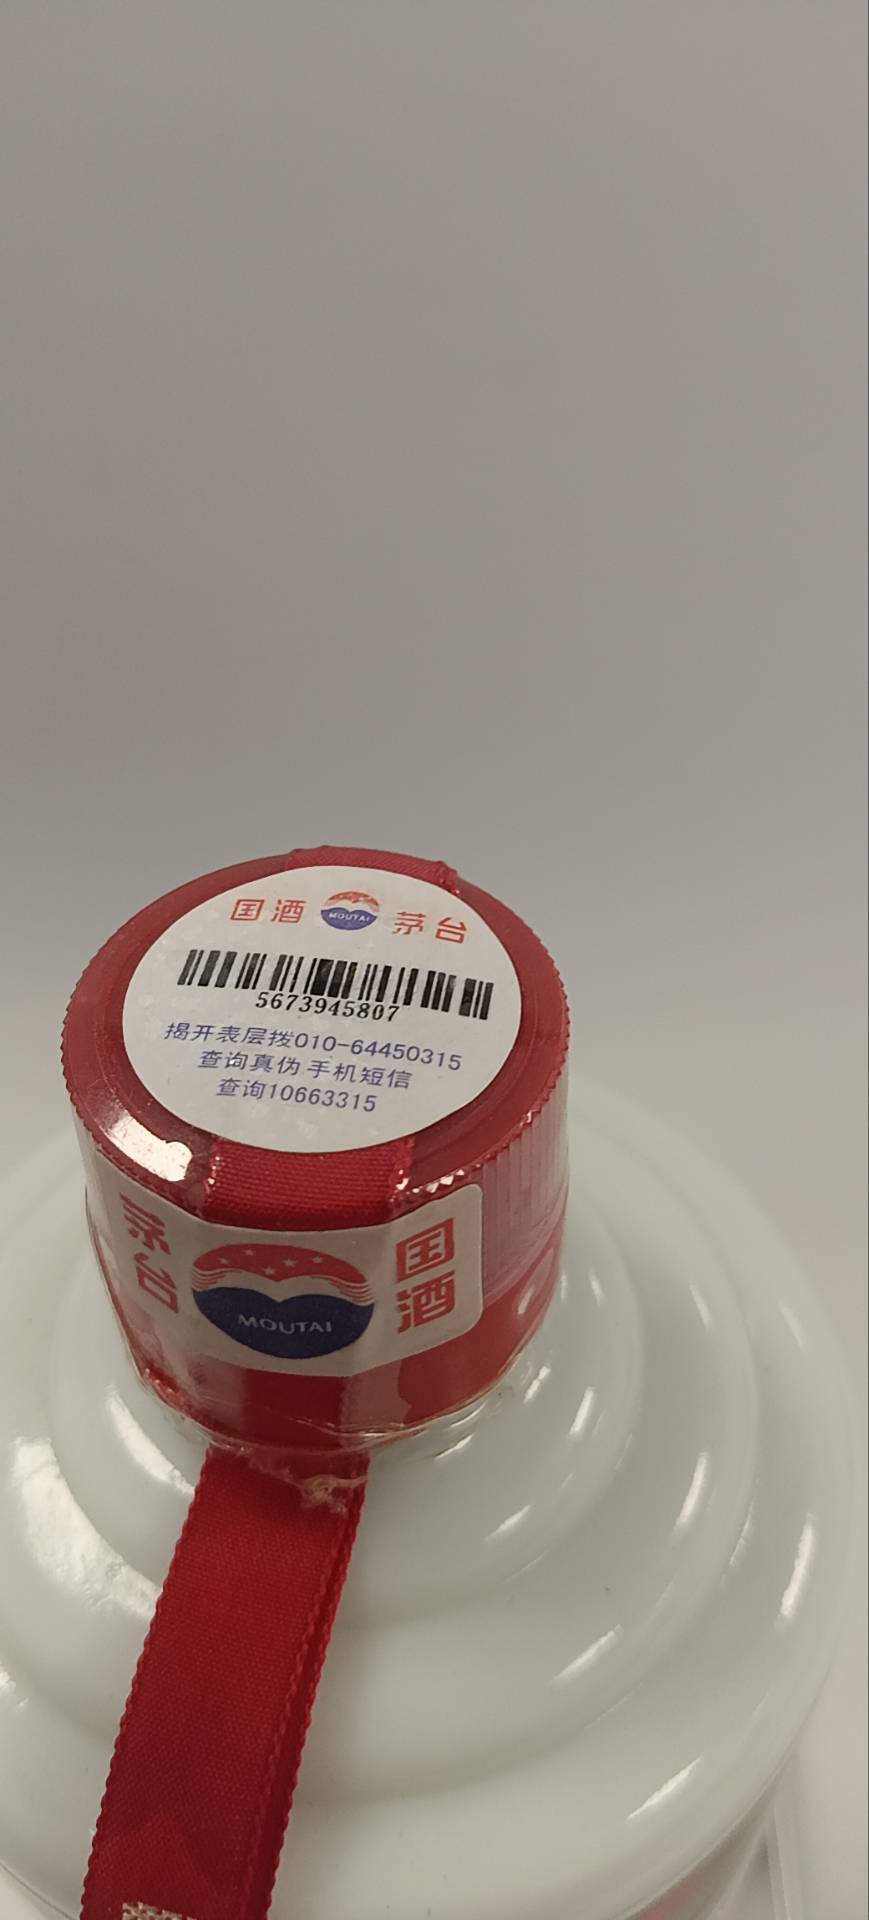 国酒 MOUTAI 茅台
5673945807
揭开表层拨010-64450315
查询真伪 手机短信
查询10663315
茅台 MOUTAI 国酒